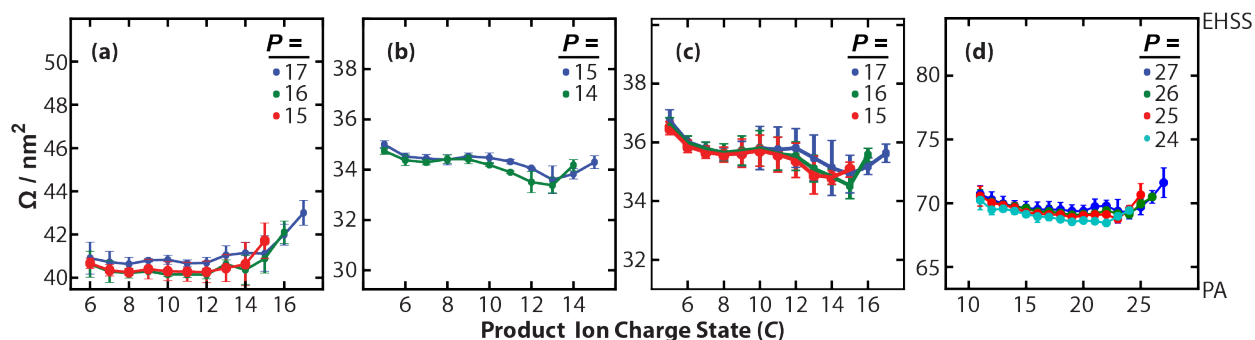 EHSS
(a) P = (b) P = (c) P = (d) P =
17 15 17 27
16 14 16 26
15 15 25
24
50
48
46
44
42
40
38
36
34
32
30
38
36
34
32
80
75
70
65
Ω / nm²
6 8 10 12 14 16
6 8 10 12 14
6 8 10 12 14 16
10 15 20 25
PA
Product Ion Charge State (C)